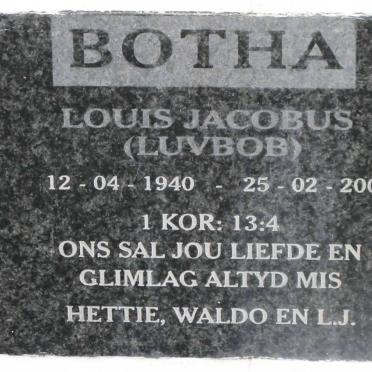 BOTHA
LOUIS JACOBUS
(LUVBOB)
12 - 04 - 1940 - 25 - 02 - 200
1 KOR: 13:4
ONS SAL JOU LIEFDE EN
GLIMLAG ALTYD MIS
HETTIE, WALDO EN L.J.